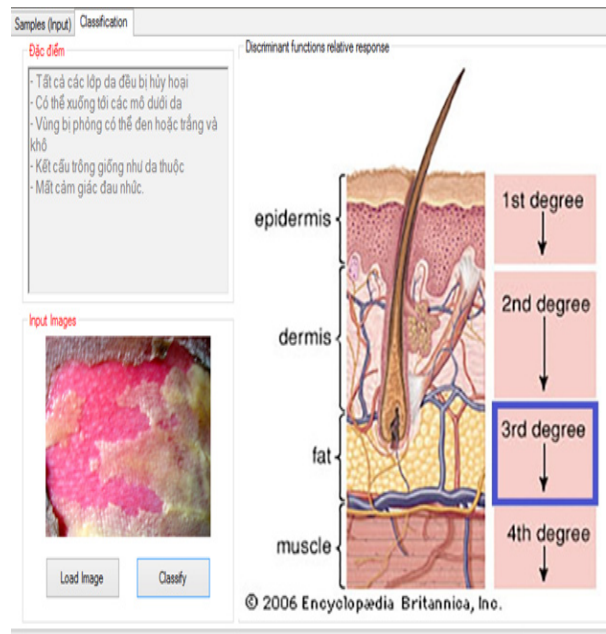 Samples (Input)
Classification
Đặc điểm
- Tất cả các lớp da đều bị hủy hoại
- Có thể xuống tới các mô dưới da
- Vùng bị phỏng có thể đen hoặc trắng và
khô
- Kết cấu trông giống như da thuộc
- Mất cảm giác đau nhức.
Input Images
Load Image
Classify
Discriminant functions relative response
epidermis
dermis
fat
muscle
1st degree
2nd degree
3rd degree
4th degree
© 2006 Encyclopædia Britannica, Inc.